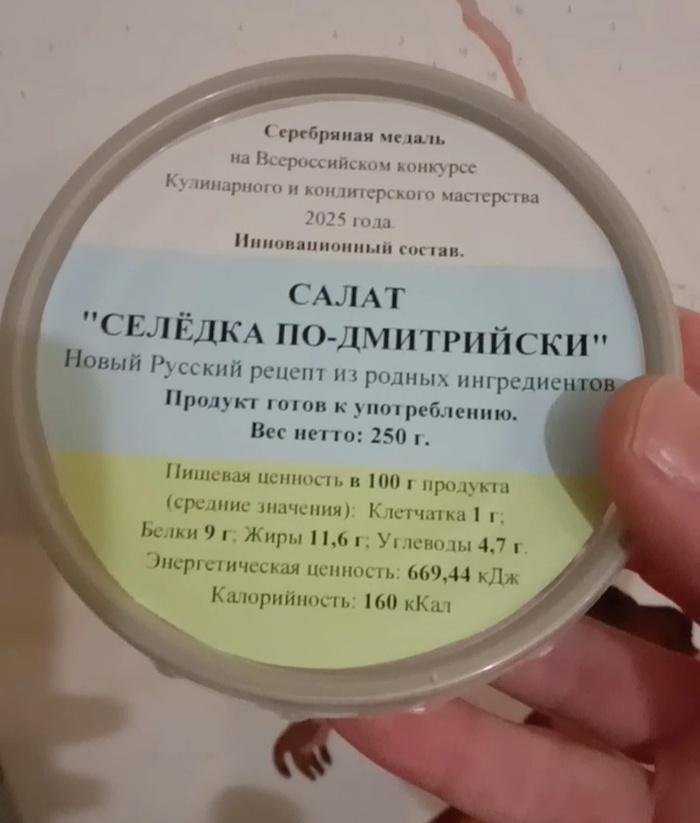 Серебряная медаль
на Всероссийском конкурсе
Кулинарного и кондитерского мастерства
2025 года.
Инновационный состав.
САЛАТ
"СЕЛЁДКА ПО-ДМИТРИЙСКИ"
Новый Русский рецепт из родных ингредиентов
Продукт готов к употреблению.
Вес нетто: 250 г.
Пищевая ценность в 100 г продукта
(средние значения): Клетчатка 1 г;
Белки 9 г; Жиры 11,6 г; Углеводы 4,7 г.
Энергетическая ценность: 669,44 кДж
Калорийность: 160 кКал